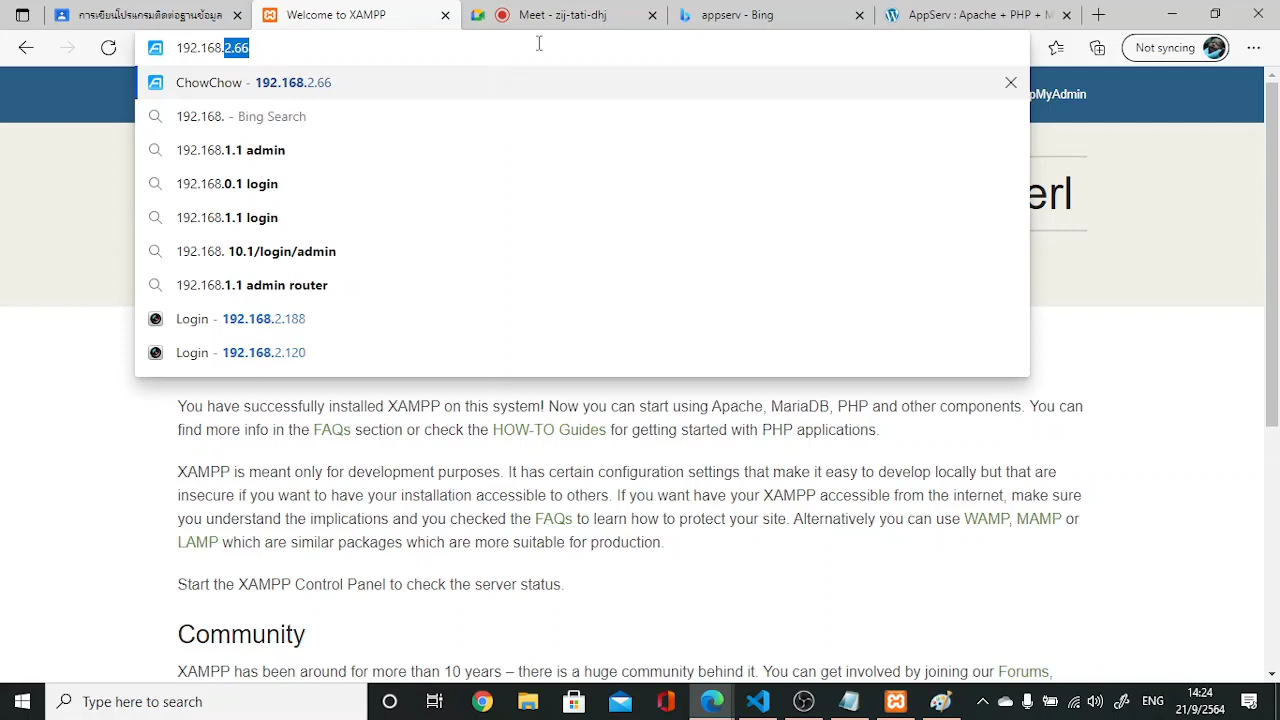 การเขียนโปรแกรมบนฐานข้อมูล
Welcome to XAMPP
Meet - zij-tati-dhj
appserv - Bing
AppServ : Apache + PHP + M
192.168.2.66
Not syncing
ChowChow - 192.168.2.66
pMyAdmin
192.168. - Bing Search
192.168.1.1 admin
192.168.0.1 login
erl
192.168.1.1 login
192.168. 10.1/login/admin
192.168.1.1 admin router
Login - 192.168.2.188
Login - 192.168.2.120
You have successfully installed XAMPP on this system! Now you can start using Apache, MariaDB, PHP and other components. You can
find more info in the FAQs section or check the HOW-TO Guides for getting started with PHP applications.
XAMPP is meant only for development purposes. It has certain configuration settings that make it easy to develop locally but that are
insecure if you want to have your installation accessible to others. If you want have your XAMPP accessible from the internet, make sure
you understand the implications and you checked the FAQs to learn how to protect your site. Alternatively you can use WAMP, MAMP or
LAMP which are similar packages which are more suitable for production.
Start the XAMPP Control Panel to check the server status.
Community
XAMPP has been around for more than 10 years – there is a huge community behind it. You can get involved by joining our Forums,
Type here to search
ENG
14:24
21/9/2564